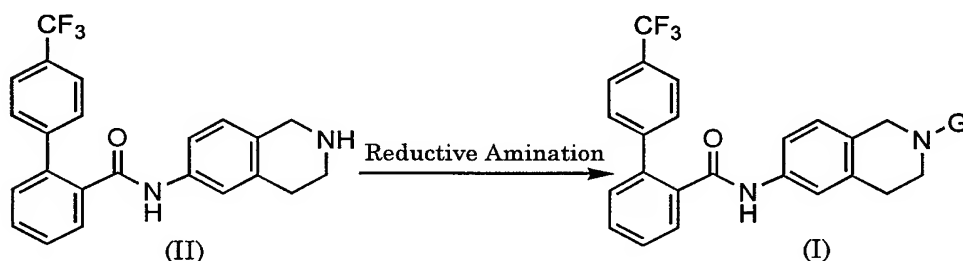 CF₃
CF₃
O
NH
Reductive Amination
O
N
G
N
H
N
H
(II)
(I)